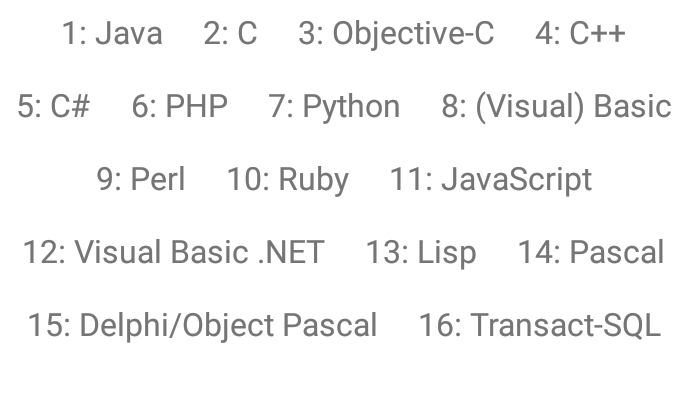 1: Java 2: C 3: Objective-C 4: C++
5: C# 6: PHP 7: Python 8: (Visual) Basic
9: Perl 10: Ruby 11: JavaScript
12: Visual Basic .NET 13: Lisp 14: Pascal
15: Delphi/Object Pascal 16: Transact-SQL